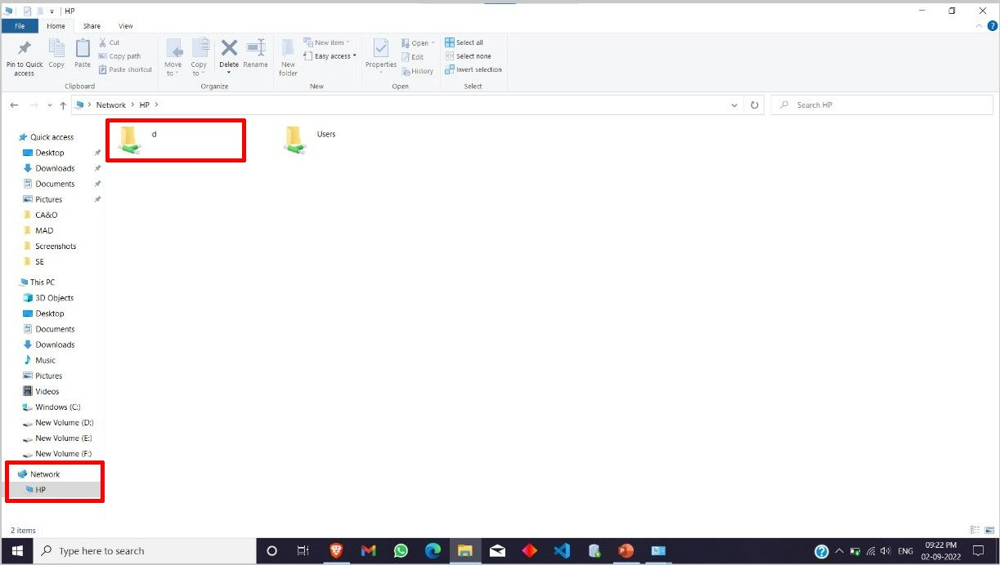 HP
File Home Share View
Pin to Quick access
Copy
Paste
Cut
Copy path
Paste shortcut
Clipboard
Move to
Copy to
Delete
Rename
Organize
New folder
New item
Easy access
New
Properties
Open
Edit
History
Open
Select all
Select none
Invert selection
Select
Network HP
Search HP
d
Users
Quick access
Desktop
Downloads
Documents
Pictures
CA&O
MAD
Screenshots
SE
This PC
3D Objects
Desktop
Documents
Downloads
Music
Pictures
Videos
Windows (C:)
New Volume (D:)
New Volume (E:)
New Volume (F:)
Network
HP
2 items
Type here to search
ENG
09:22 PM
02-09-2022